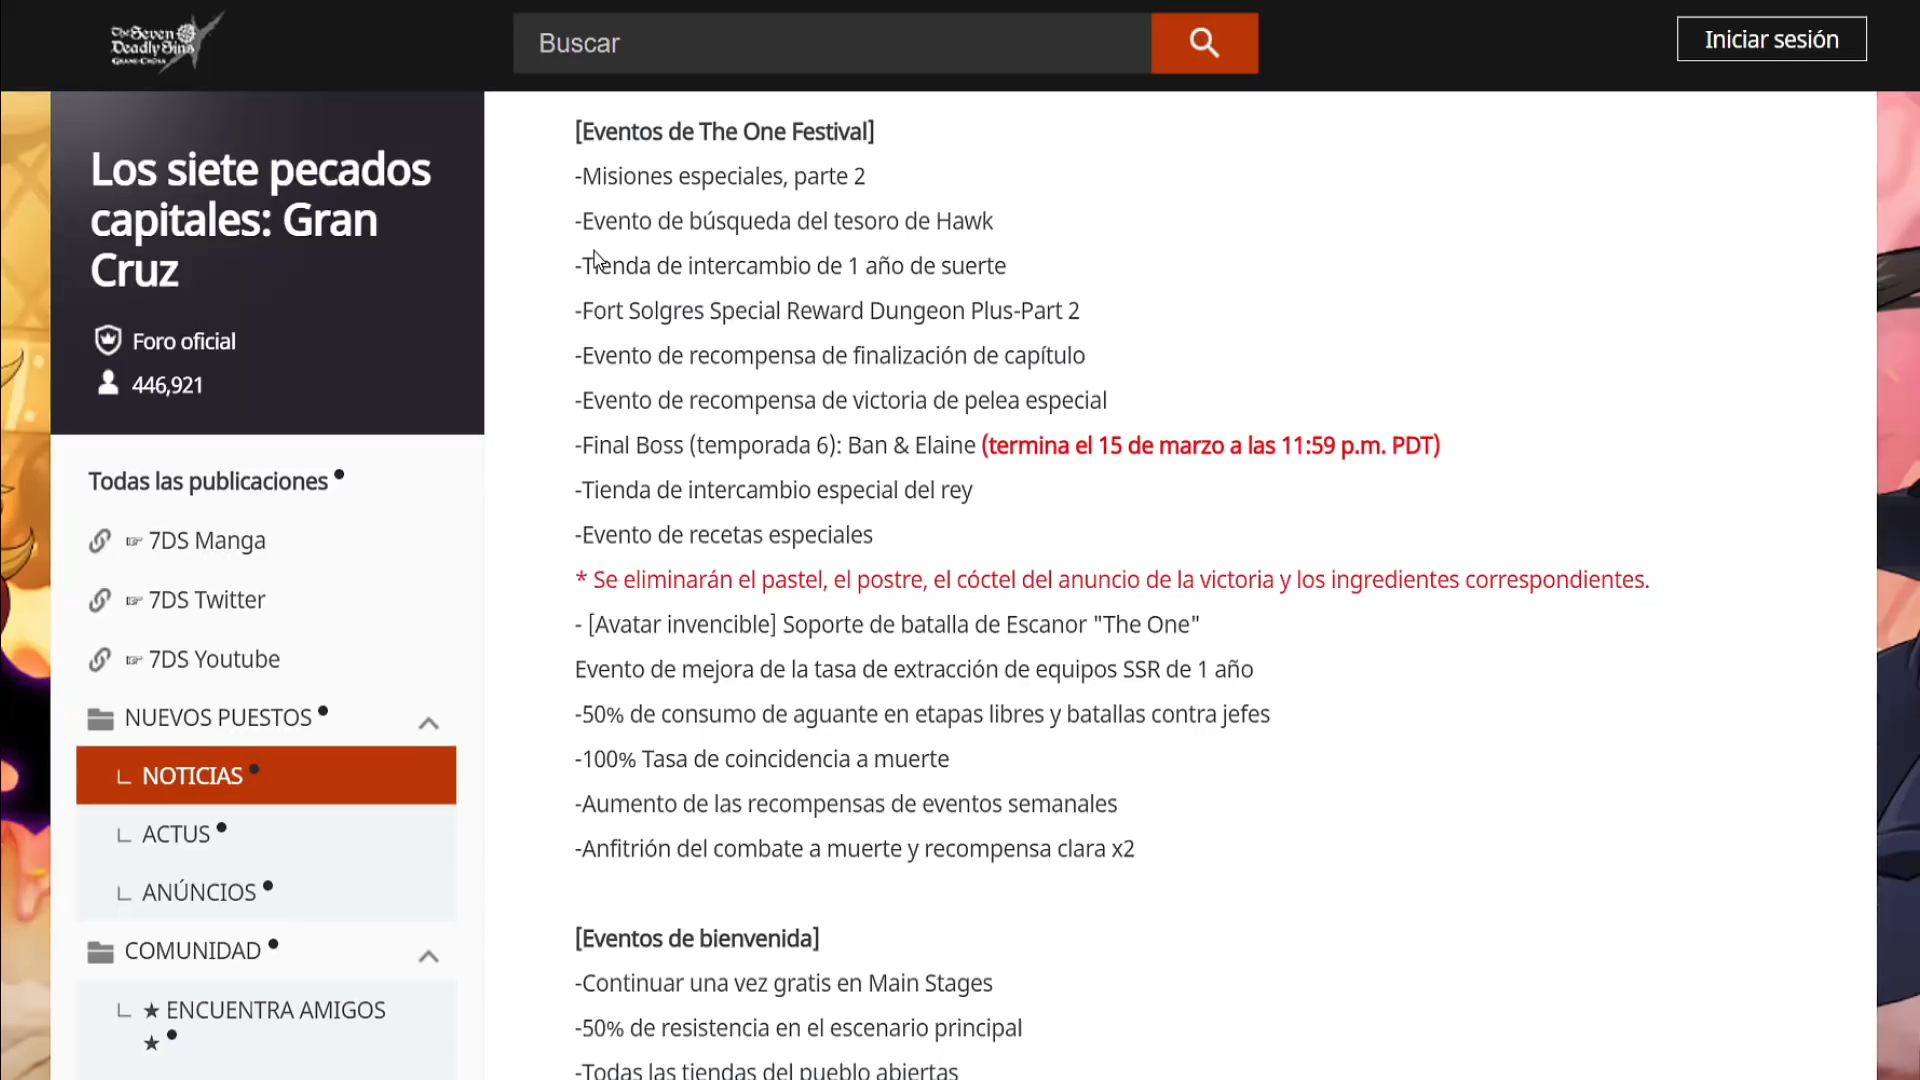 The Seven
Deadly Sins
GRAND CROSS
Buscar
Iniciar sesión
Los siete pecados
capitales: Gran
Cruz
Foro oficial
446,921
Todas las publicaciones
☞ 7DS Manga
☞ 7DS Twitter
☞ 7DS Youtube
NUEVOS PUESTOS
NOTICIAS
ACTUS
ANÚNCIOS
COMUNIDAD
★ ENCUENTRA AMIGOS
★
[Eventos de The One Festival]
-Misiones especiales, parte 2
-Evento de búsqueda del tesoro de Hawk
-Tienda de intercambio de 1 año de suerte
-Fort Solgres Special Reward Dungeon Plus-Part 2
-Evento de recompensa de finalización de capítulo
-Evento de recompensa de victoria de pelea especial
-Final Boss (temporada 6): Ban & Elaine (termina el 15 de marzo a las 11:59 p.m. PDT)
-Tienda de intercambio especial del rey
-Evento de recetas especiales
* Se eliminarán el pastel, el postre, el cóctel del anuncio de la victoria y los ingredientes correspondientes.
- [Avatar invencible] Soporte de batalla de Escanor "The One"
Evento de mejora de la tasa de extracción de equipos SSR de 1 año
-50% de consumo de aguante en etapas libres y batallas contra jefes
-100% Tasa de coincidencia a muerte
-Aumento de las recompensas de eventos semanales
-Anfitrión del combate a muerte y recompensa clara x2
[Eventos de bienvenida]
-Continuar una vez gratis en Main Stages
-50% de resistencia en el escenario principal
-Todas las tiendas del pueblo abiertas